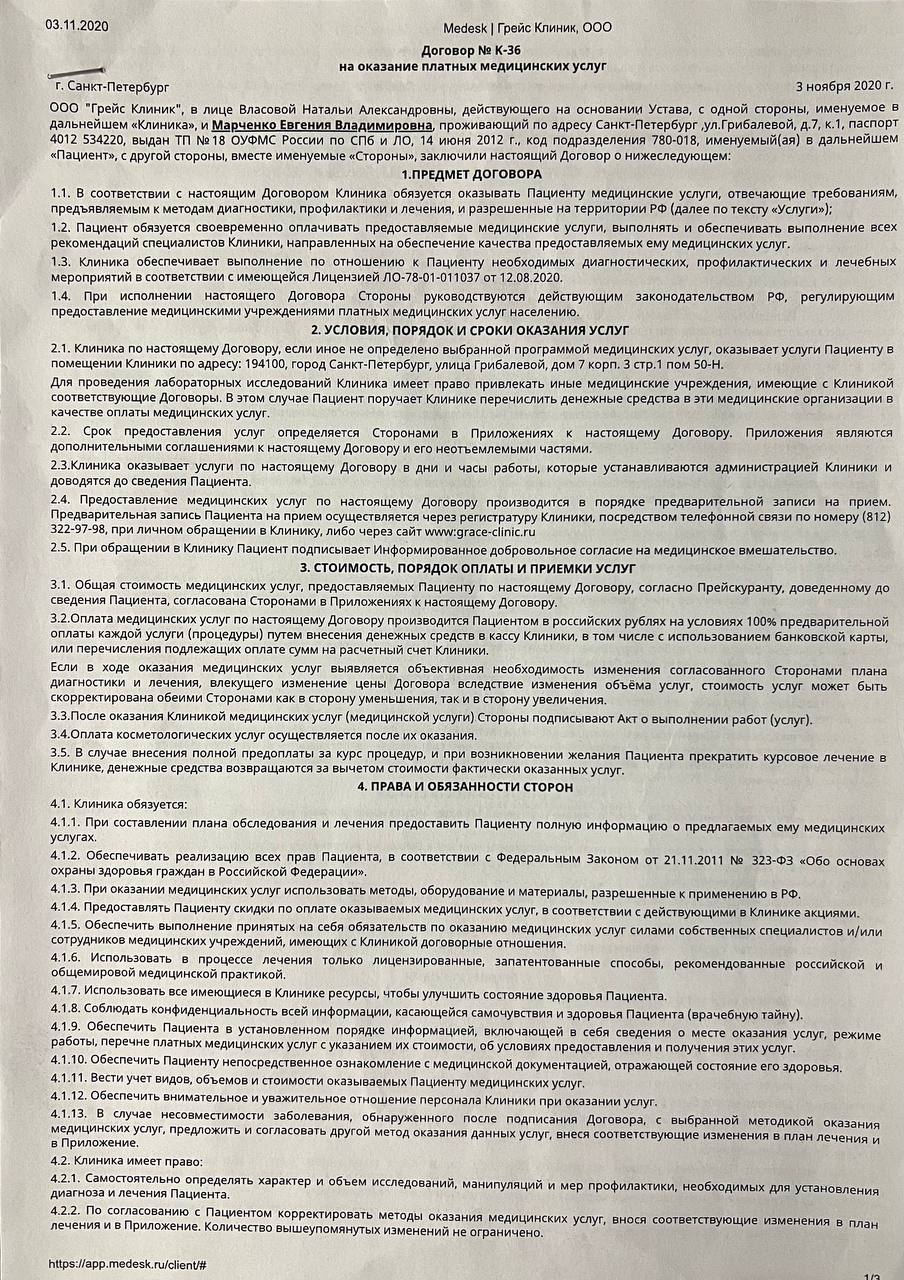 03.11.2020
Medesk | Грейс Клиник, ООО
Договор № К-36
на оказание платных медицинских услуг
г. Санкт-Петербург
3 ноября 2020 г.
ООО "Грейс Клиник", в лице Власовой Натальи Александровны, действующего на основании Устава, с одной стороны, именуемое в
дальнейшем «Клиника», и Марченко Евгения Владимировна, проживающий по адресу Санкт-Петербург ,ул.Грибалевой, д.7, к.1, паспорт
4012 534220, выдан ТП №18 ОУФМС России по СПб и ЛО, 14 июня 2012 г., код подразделения 780-018, именуемый(ая) в дальнейшем
«Пациент», с другой стороны, вместе именуемые «Стороны», заключили настоящий Договор о нижеследующем:
1.ПРЕДМЕТ ДОГОВОРА
1.1. В соответствии с настоящим Договором Клиника обязуется оказывать Пациенту медицинские услуги, отвечающие требованиям,
предъявляемым к методам диагностики, профилактики и лечения, и разрешенные на территории РФ (далее по тексту «Услуги»);
1.2. Пациент обязуется своевременно оплачивать предоставляемые медицинские услуги, выполнять и обеспечивать выполнение всех
рекомендаций специалистов Клиники, направленных на обеспечение качества предоставляемых ему медицинских услуг.
1.3. Клиника обеспечивает выполнение по отношению к Пациенту необходимых диагностических, профилактических и лечебных
мероприятий в соответствии с имеющейся Лицензией ЛО-78-01-011037 от 12.08.2020.
1.4. При исполнении настоящего Договора Стороны руководствуются действующим законодательством РФ, регулирующим
предоставление медицинскими учреждениями платных медицинских услуг населению.
2. УСЛОВИЯ, ПОРЯДОК И СРОКИ ОКАЗАНИЯ УСЛУГ
2.1. Клиника по настоящему Договору, если иное не определено выбранной программой медицинских услуг, оказывает услуги Пациенту в
помещении Клиники по адресу: 194100, город Санкт-Петербург, улица Грибалевой, дом 7 корп. 3 стр.1 пом 50-Н.
Для проведения лабораторных исследований Клиника имеет право привлекать иные медицинские учреждения, имеющие с Клиникой
соответствующие Договоры. В этом случае Пациент поручает Клинике перечислить денежные средства в эти медицинские организации в
качестве оплаты медицинских услуг.
2.2. Срок предоставления услуг определяется Сторонами в Приложениях к настоящему Договору. Приложения являются
дополнительными соглашениями к настоящему Договору и его неотъемлемыми частями.
2.3.Клиника оказывает услуги по настоящему Договору в дни и часы работы, которые устанавливаются администрацией Клиники и
доводятся до сведения Пациента.
2.4. Предоставление медицинских услуг по настоящему Договору производится в порядке предварительной записи на прием.
Предварительная запись Пациента на прием осуществляется через регистратуру Клиники, посредством телефонной связи по номеру (812)
322-97-98, при личном обращении в Клинику, либо через сайт www:grace-clinic.ru
2.5. При обращении в Клинику Пациент подписывает Информированное добровольное согласие на медицинское вмешательство.
3. СТОИМОСТЬ, ПОРЯДОК ОПЛАТЫ И ПРИЕМКИ УСЛУГ
3.1. Общая стоимость медицинских услуг, предоставляемых Пациенту по настоящему Договору, согласно Прейскуранту, доведенному до
сведения Пациента, согласована Сторонами в Приложениях к настоящему Договору.
3.2.Оплата медицинских услуг по настоящему Договору производится Пациентом в российских рублях на условиях 100% предварительной
оплаты каждой услуги (процедуры) путем внесения денежных средств в кассу Клиники, в том числе с использованием банковской карты,
или перечисления подлежащих оплате сумм на расчетный счет Клиники.
Если в ходе оказания медицинских услуг выявляется объективная необходимость изменения согласованного Сторонами плана
диагностики и лечения, влекущего изменение цены Договора вследствие изменения объёма услуг, стоимость услуг может быть
скорректирована обеими Сторонами как в сторону уменьшения, так и в сторону увеличения.
3.3.После оказания Клиникой медицинских услуг (медицинской услуги) Стороны подписывают Акт о выполнении работ (услуг).
3.4.Оплата косметологических услуг осуществляется после их оказания.
3.5. В случае внесения полной предоплаты за курс процедур, и при возникновении желания Пациента прекратить курсовое лечение в
Клинике, денежные средства возвращаются за вычетом стоимости фактически оказанных услуг.
4. ПРАВА И ОБЯЗАННОСТИ СТОРОН
4.1. Клиника обязуется:
4.1.1. При составлении плана обследования и лечения предоставить Пациенту полную информацию о предлагаемых ему медицинских
услугах.
4.1.2. Обеспечивать реализацию всех прав Пациента, в соответствии с Федеральным Законом от 21.11.2011 № 323-ФЗ «Обо основах
охраны здоровья граждан в Российской Федерации».
4.1.3. При оказании медицинских услуг использовать методы, оборудование и материалы, разрешенные к применению в РФ.
4.1.4. Предоставлять Пациенту скидки по оплате оказываемых медицинских услуг, в соответствии с действующими в Клинике акциями.
4.1.5. Обеспечить выполнение принятых на себя обязательств по оказанию медицинских услуг силами собственных специалистов и/или
сотрудников медицинских учреждений, имеющих с Клиникой договорные отношения.
4.1.6. Использовать в процессе лечения только лицензированные, запатентованные способы, рекомендованные российской и
общемировой медицинской практикой.
4.1.7. Использовать все имеющиеся в Клинике ресурсы, чтобы улучшить состояние здоровья Пациента.
4.1.8. Соблюдать конфиденциальность всей информации, касающейся самочувствия и здоровья Пациента (врачебную тайну).
4.1.9. Обеспечить Пациента в установленном порядке информацией, включающей в себя сведения о месте оказания услуг, режиме
работы, перечне платных медицинских услуг с указанием их стоимости, об условиях предоставления и получения этих услуг.
4.1.10. Обеспечить Пациенту непосредственное ознакомление с медицинской документацией, отражающей состояние его здоровья.
4.1.11. Вести учет видов, объемов и стоимости оказываемых Пациенту медицинских услуг.
4.1.12. Обеспечить внимательное и уважительное отношение персонала Клиники при оказании услуг.
4.1.13. В случае несовместимости заболевания, обнаруженного после подписания Договора, с выбранной методикой оказания
медицинских услуг, предложить и согласовать другой метод оказания данных услуг, внеся соответствующие изменения в план лечения и
в Приложение.
4.2. Клиника имеет право:
4.2.1. Самостоятельно определять характер и объем исследований, манипуляций и мер профилактики, необходимых для установления
диагноза и лечения Пациента.
4.2.2. По согласованию с Пациентом корректировать методы оказания медицинских услуг, внося соответствующие изменения в план
лечения и в Приложение. Количество вышеупомянутых изменений не ограничено.
https://app.medesk.ru/client/#
1/3